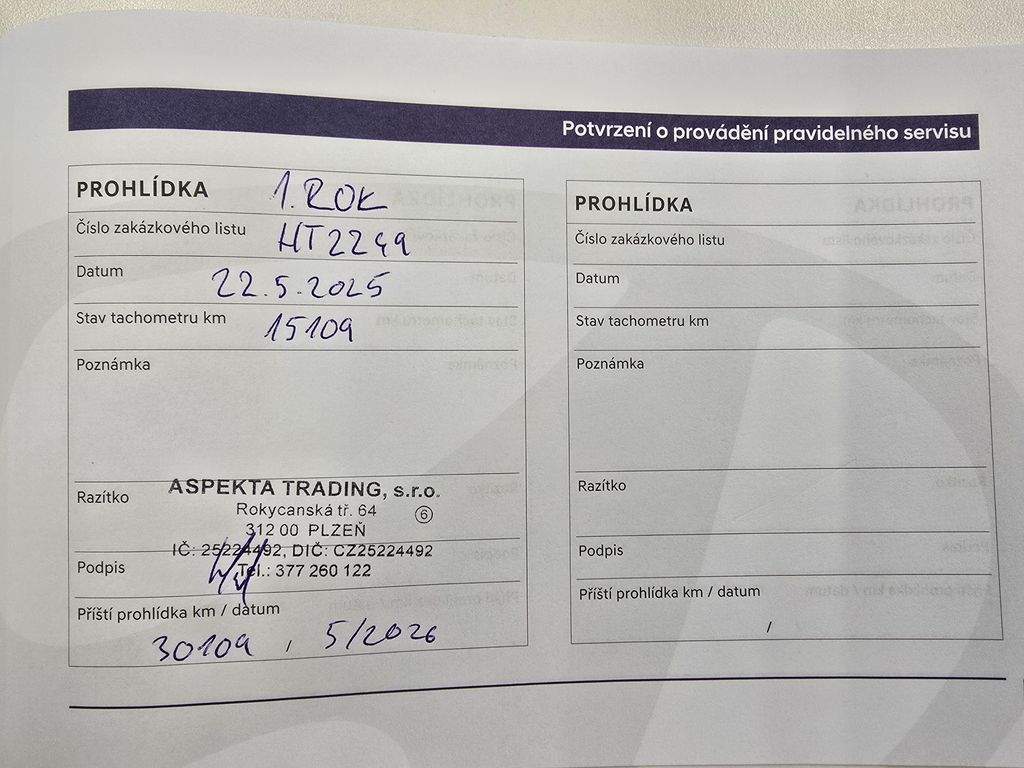 Potvrzení o provádění pravidelného servisu
PROHLÍDKA 1. ROK
Číslo zakázkového listu HT2249
Datum 22.5.2025
Stav tachometru km 15109
Poznámka
Razítko
ASPEKTA TRADING, s.r.o.
Rokycanská tř. 64 6
312 00 PLZEŇ
IČ: 25224492, DIČ: CZ25224492
Podpis
Tel.: 377 260 122
Příští prohlídka km / datum
30109 / 5/2026
PROHLÍDKA
Číslo zakázkového listu
Datum
Stav tachometru km
Poznámka
Razítko
Podpis
Příští prohlídka km / datum
/